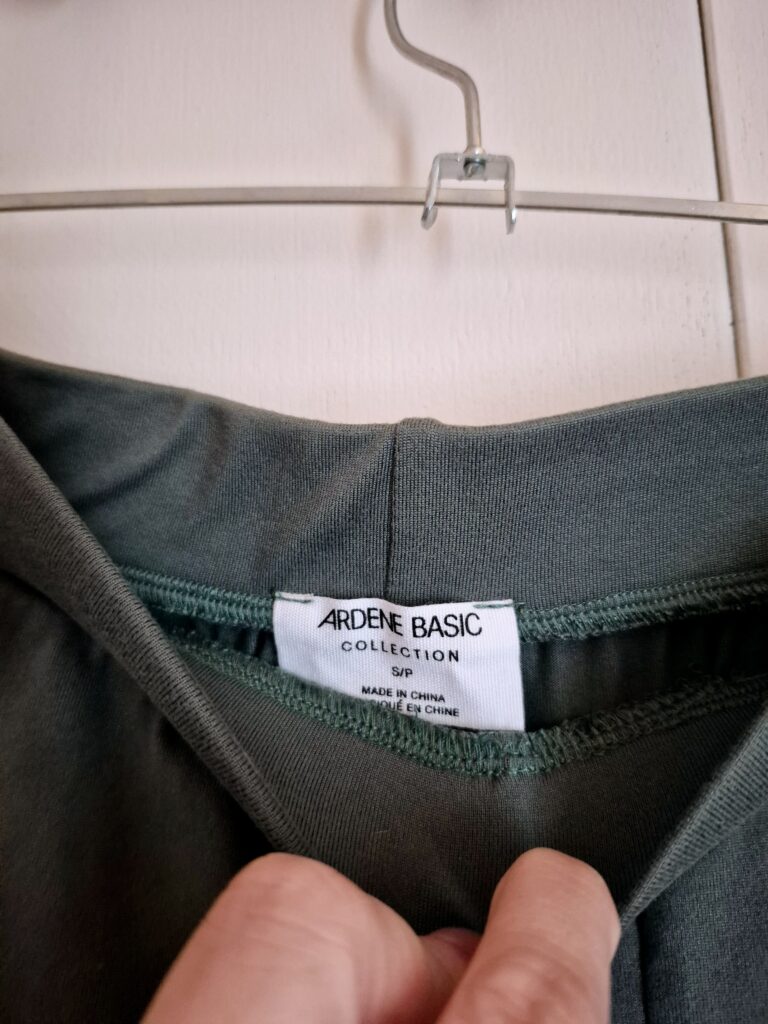 ARDENE BASIC
COLLECTION
S/P
MADE IN CHINA
EN CHINE